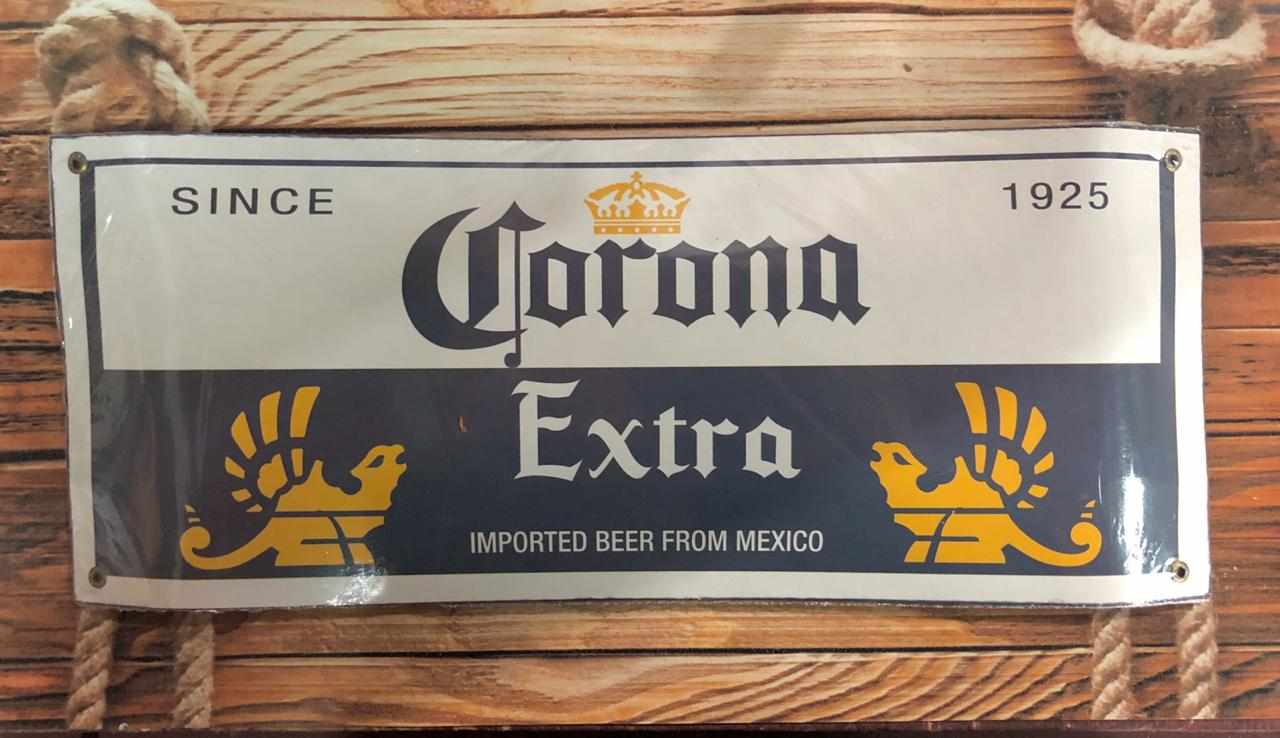 SINCE 1925
Corona
Extra
IMPORTED BEER FROM MEXICO